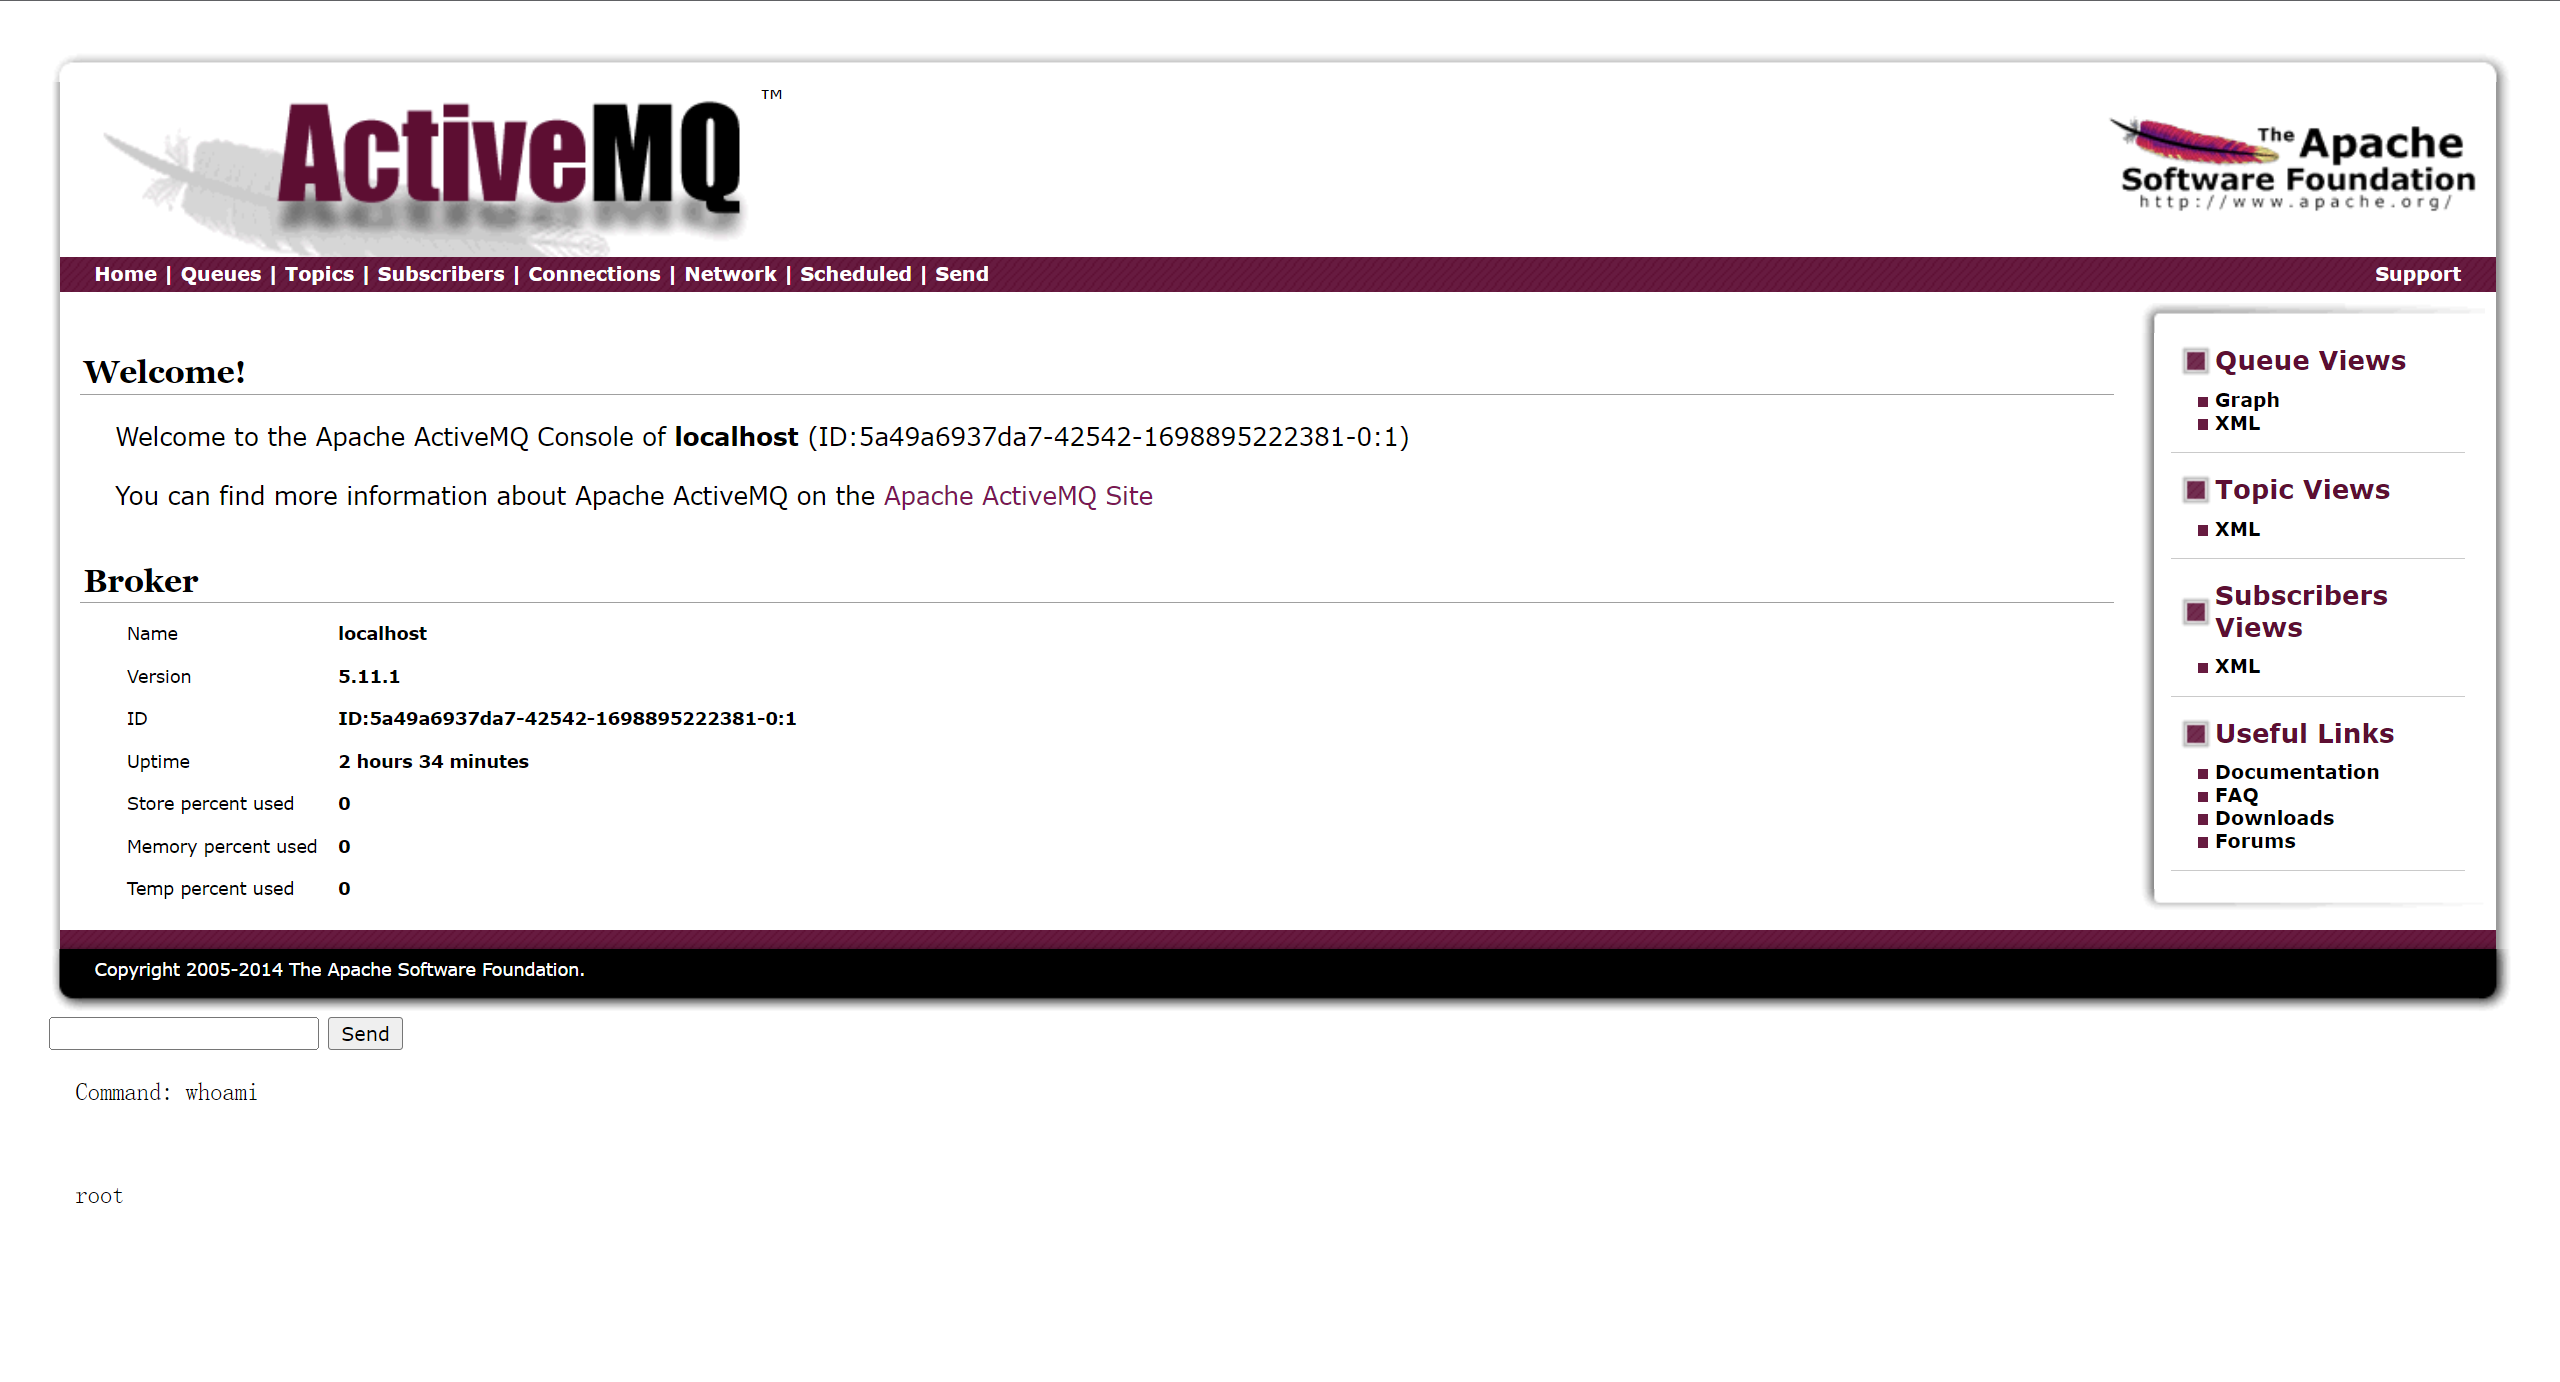 ActiveMQ ™
The Apache
Software Foundation
http://www.apache.org/
Home | Queues | Topics | Subscribers | Connections | Network | Scheduled | Send
Support
Welcome!
Welcome to the Apache ActiveMQ Console of localhost (ID:5a49a6937da7-42542-1698895222381-0:1)
You can find more information about Apache ActiveMQ on the Apache ActiveMQ Site
Broker
Name localhost
Version 5.11.1
ID ID:5a49a6937da7-42542-1698895222381-0:1
Uptime 2 hours 34 minutes
Store percent used 0
Memory percent used 0
Temp percent used 0
Queue Views
Graph
XML
Topic Views
XML
Subscribers
Views
XML
Useful Links
Documentation
FAQ
Downloads
Forums
Copyright 2005-2014 The Apache Software Foundation.
Send
Command: whoami
root